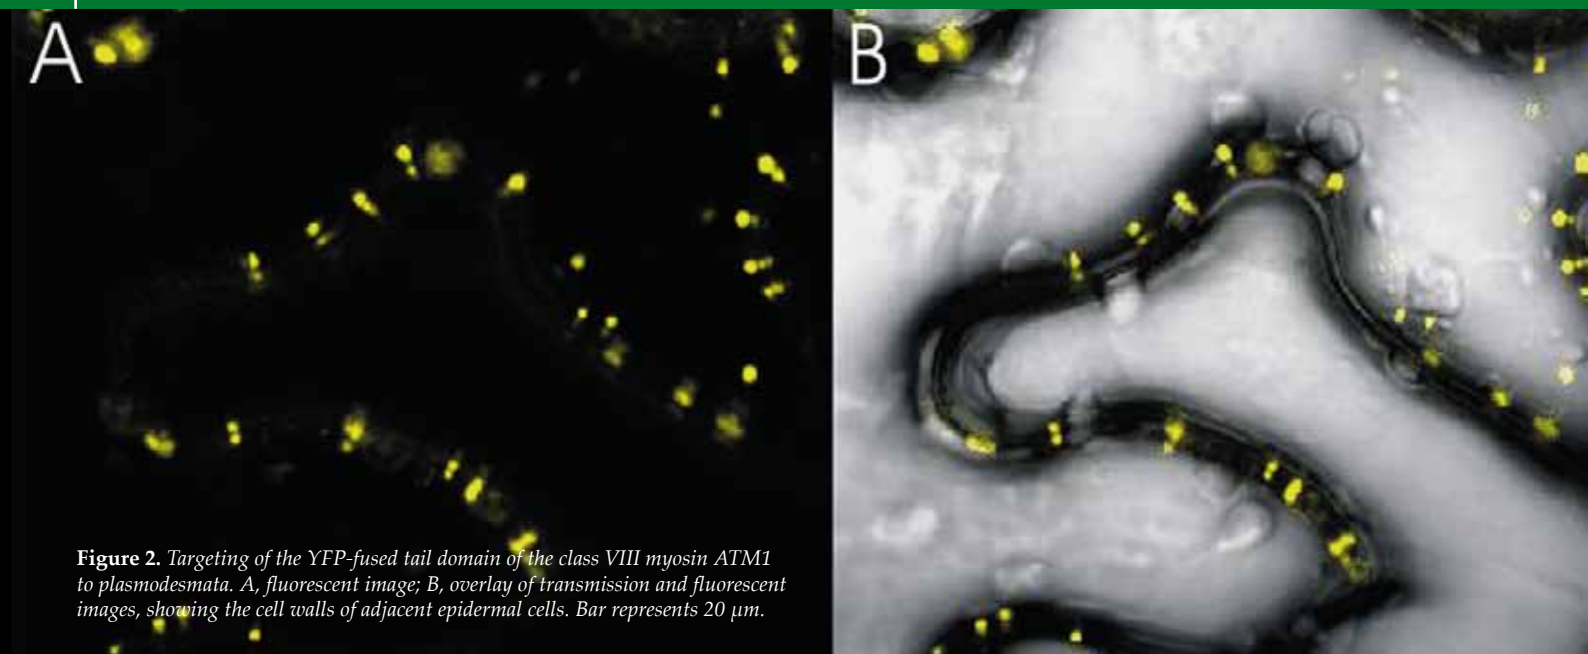 A
B
Figure 2. Targeting of the YFP-fused tail domain of the class VIII myosin ATM1
to plasmodesmata. A, fluorescent image; B, overlay of transmission and fluorescent
images, showing the cell walls of adjacent epidermal cells. Bar represents 20 µm.